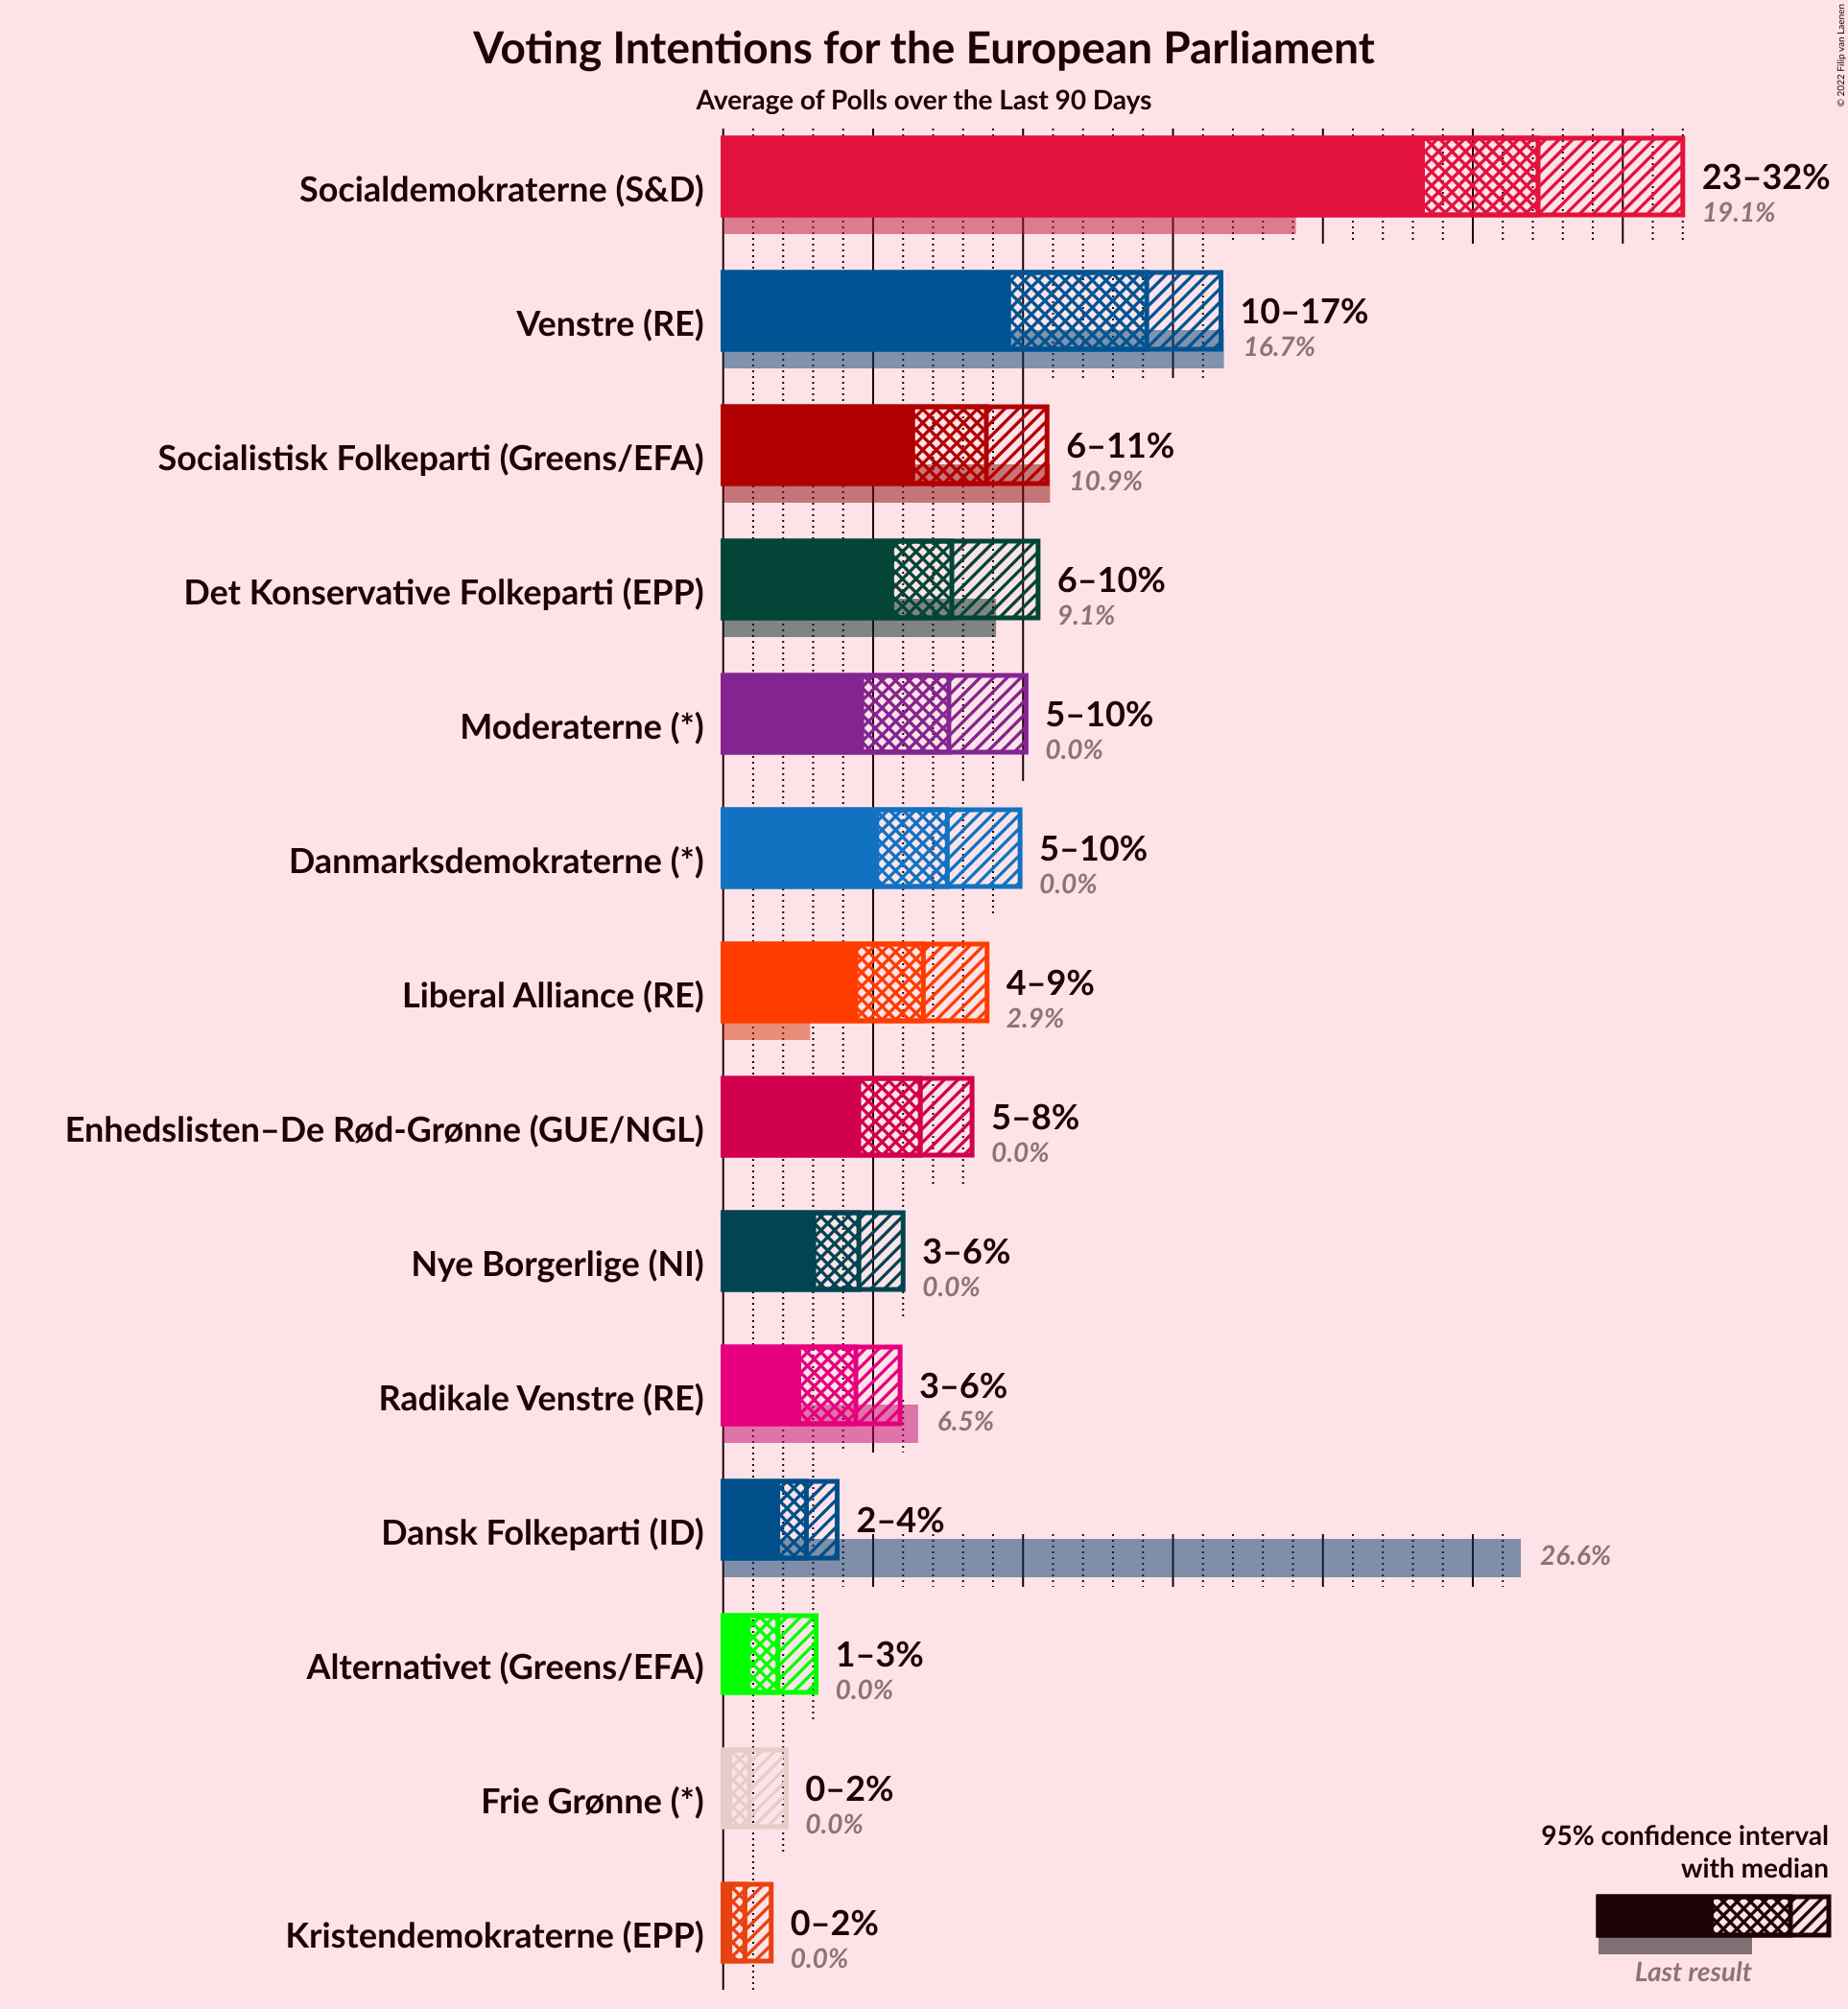 Voting Intentions for the European Parliament
Average of Polls over the Last 90 Days
© 2022 Filip van Laenen
Socialdemokraterne (S&D)
23–32%
19.1%
Venstre (RE)
10–17%
16.7%
Socialistisk Folkeparti (Greens/EFA)
6–11%
10.9%
Det Konservative Folkeparti (EPP)
6–10%
9.1%
Moderaterne (*)
5–10%
0.0%
Danmarksdemokraterne (*)
5–10%
0.0%
Liberal Alliance (RE)
4–9%
2.9%
Enhedslisten–De Rød-Grønne (GUE/NGL)
5–8%
0.0%
Nye Borgerlige (NI)
3–6%
0.0%
Radikale Venstre (RE)
3–6%
6.5%
Dansk Folkeparti (ID)
2–4%
26.6%
Alternativet (Greens/EFA)
1–3%
0.0%
Frie Grønne (*)
0–2%
0.0%
Kristendemokraterne (EPP)
0–2%
0.0%
95% confidence interval
with median
Last result